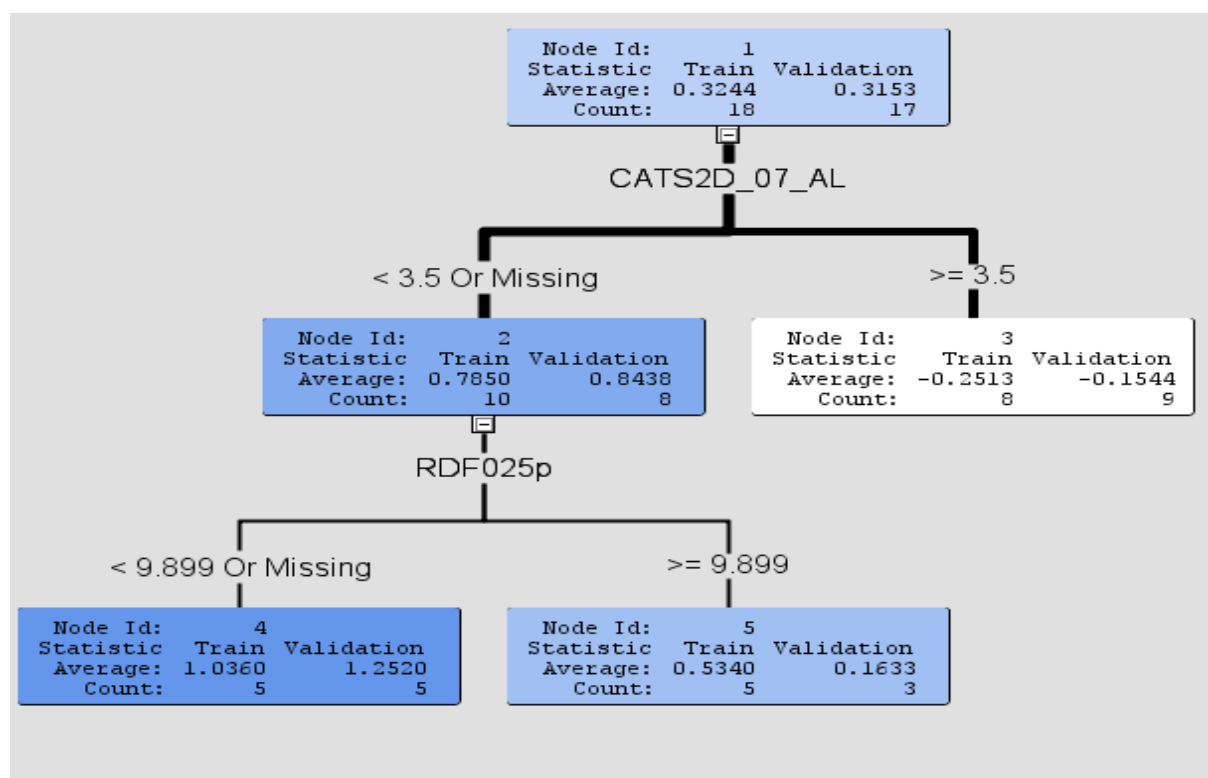 Node Id: 1
Statistic Train Validation
Average: 0.3244 0.3153
Count: 18 17
CATS2D_07_AL
< 3.5 Or Missing
>= 3.5
Node Id: 2
Statistic Train Validation
Average: 0.7850 0.8438
Count: 10 8
Node Id: 3
Statistic Train Validation
Average: -0.2513 -0.1544
Count: 8 9
RDF025p
< 9.899 Or Missing
>= 9.899
Node Id: 4
Statistic Train Validation
Average: 1.0360 1.2520
Count: 5 5
Node Id: 5
Statistic Train Validation
Average: 0.5340 0.1633
Count: 5 3